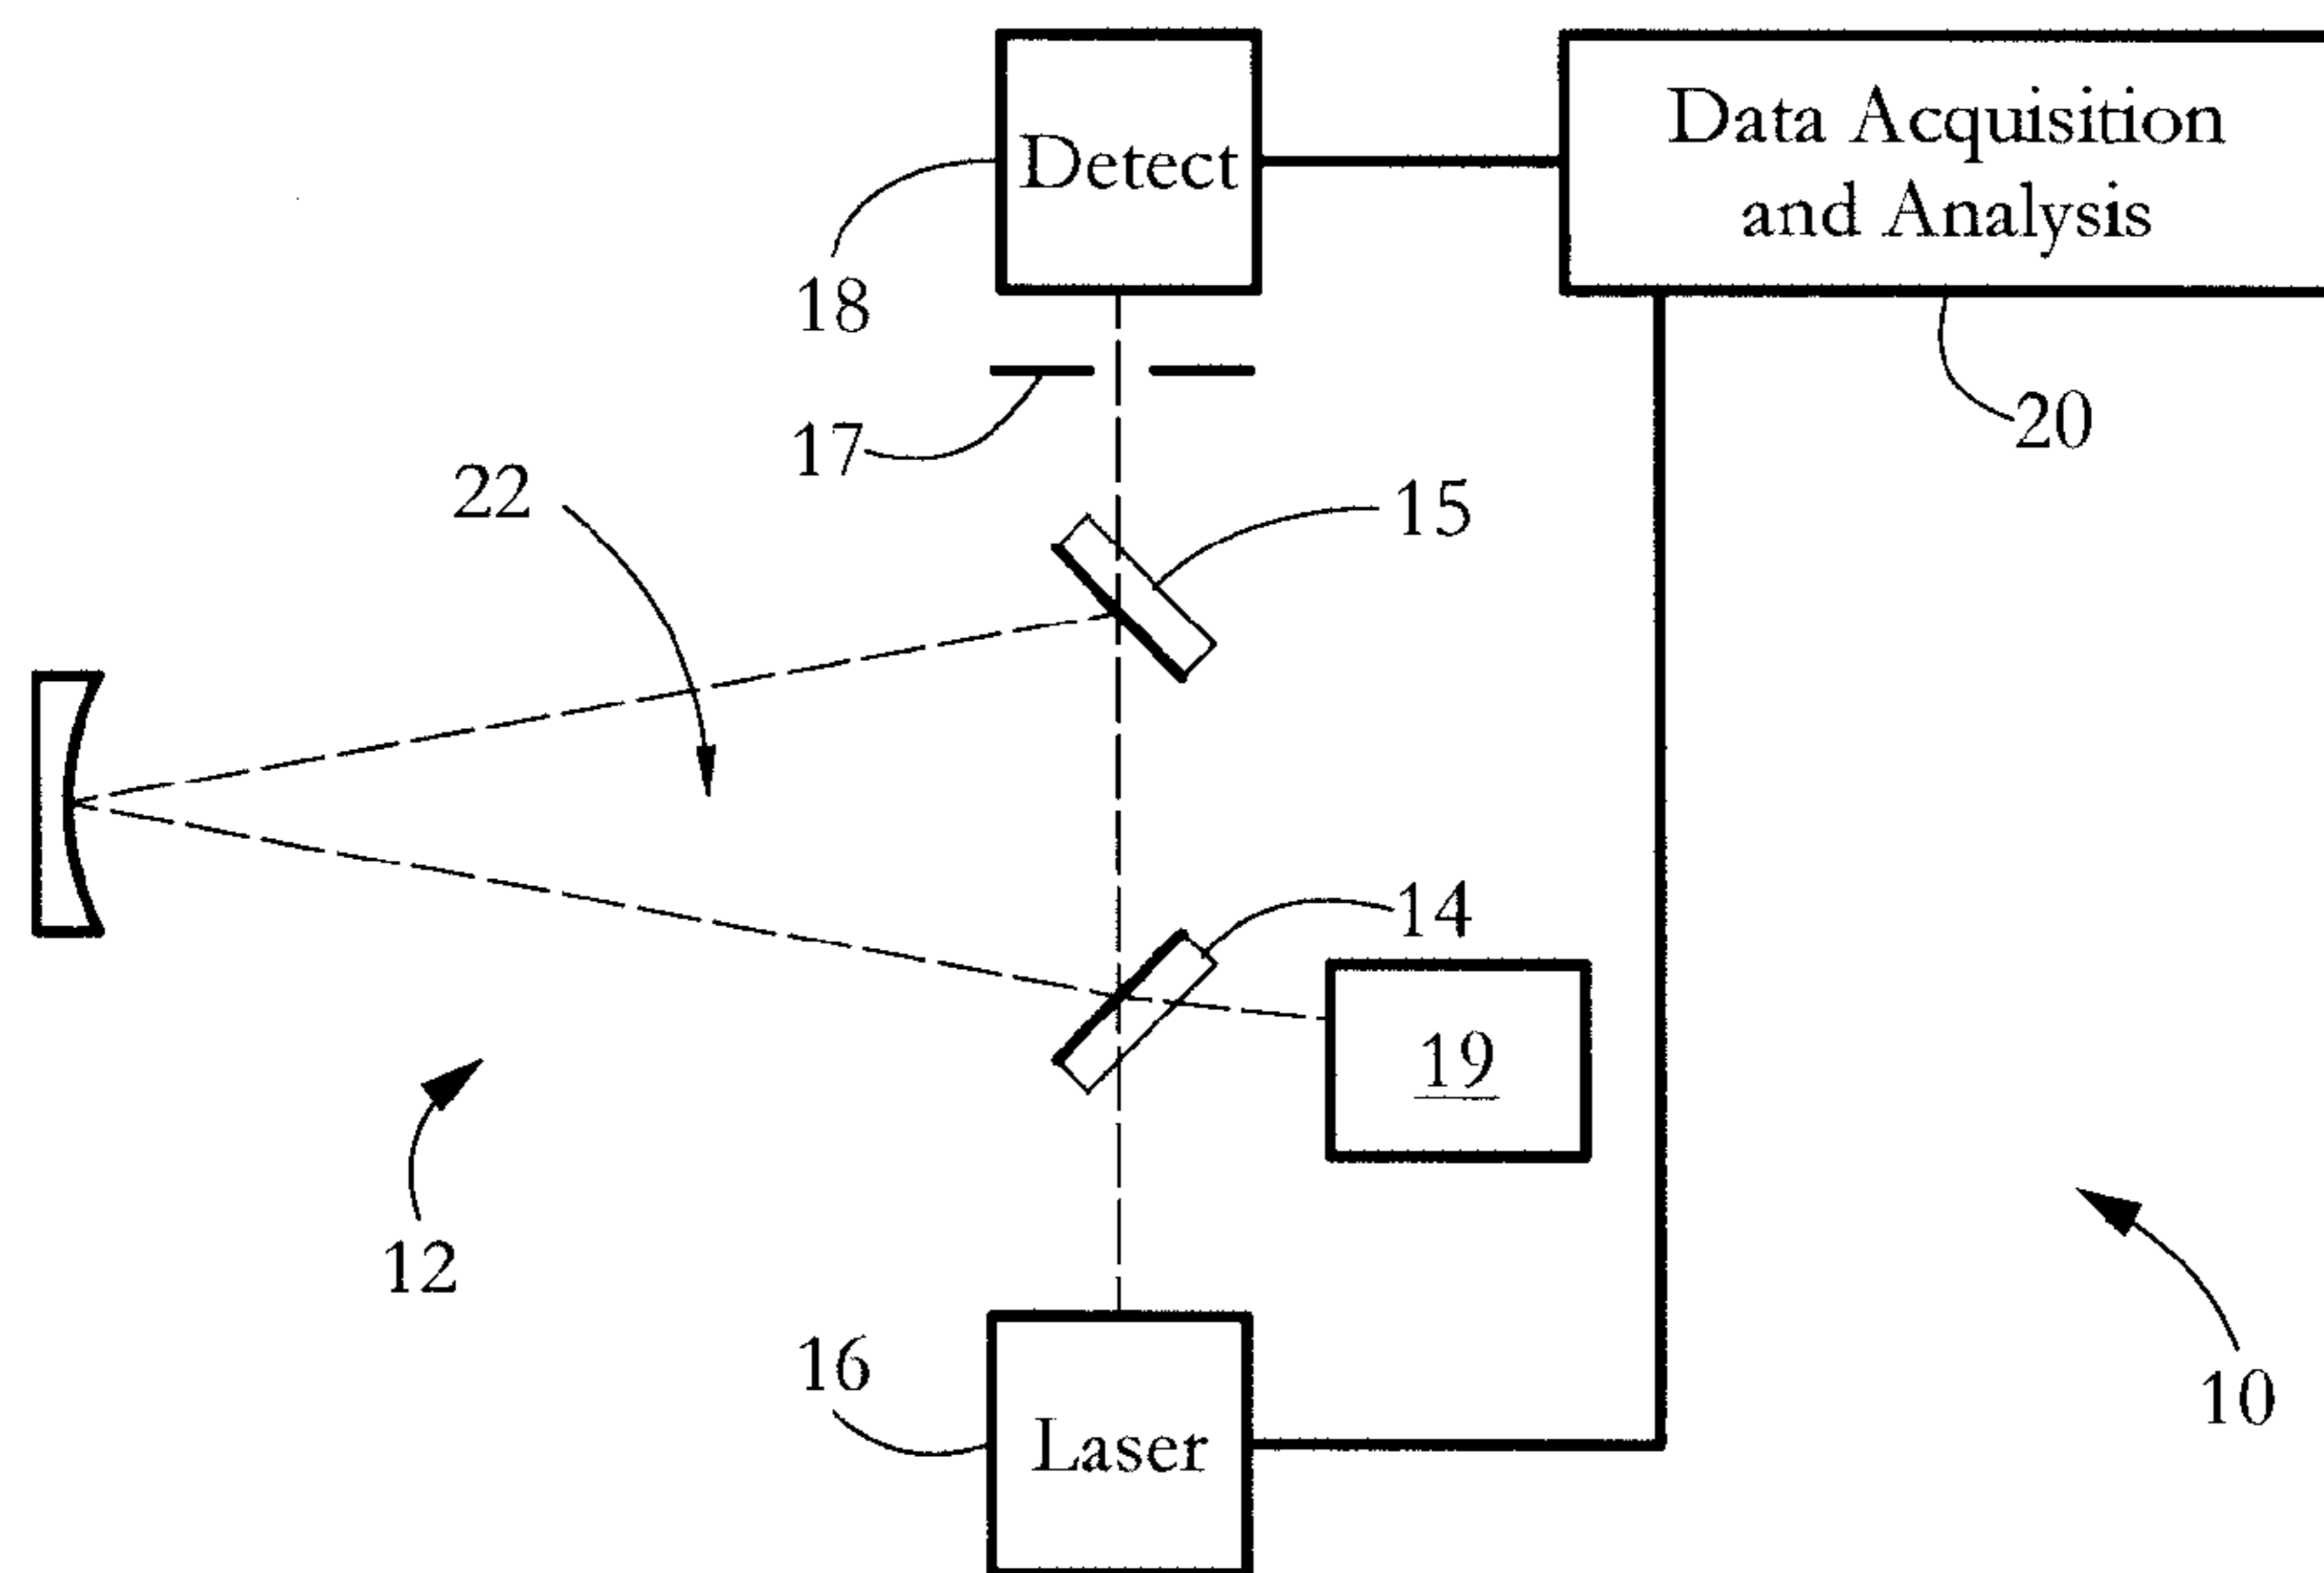 Detect
Data Acquisition
and Analysis
18
17
20
22
15
14
19
12
16
Laser
10